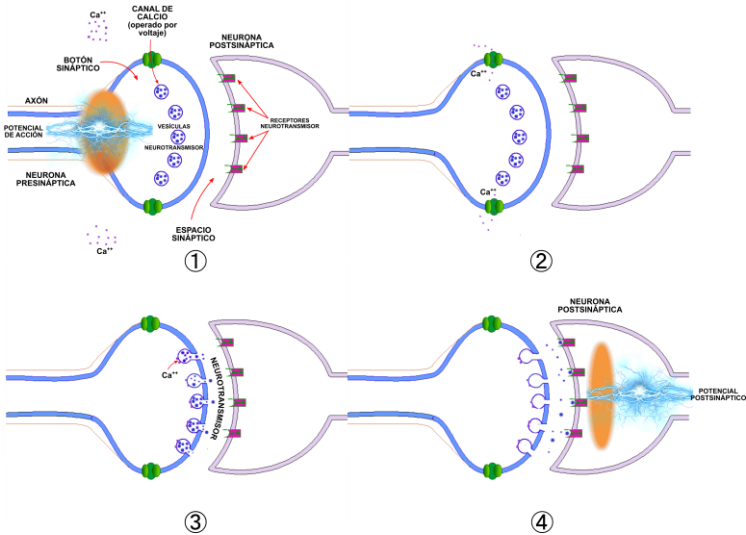 Ca⁺⁺
CANAL DE
CALCIO
(operado por
voltaje)
NEURONA
POSTSINÁPTICA
BOTÓN
SINÁPTICO
AXÓN
POTENCIAL
DE ACCIÓN
VESÍCULAS
NEUROTRANSMISOR
RECEPTORES
NEUROTRANSMISOR
NEURONA
PRESINÁPTICA
ESPACIO
SINÁPTICO
Ca⁺⁺
①
Ca⁺⁺
Ca⁺⁺
②
Ca⁺⁺
NEUROTRANSMISOR
③
NEURONA
POSTSINÁPTICA
POTENCIAL
POSTSINÁPTICO
④